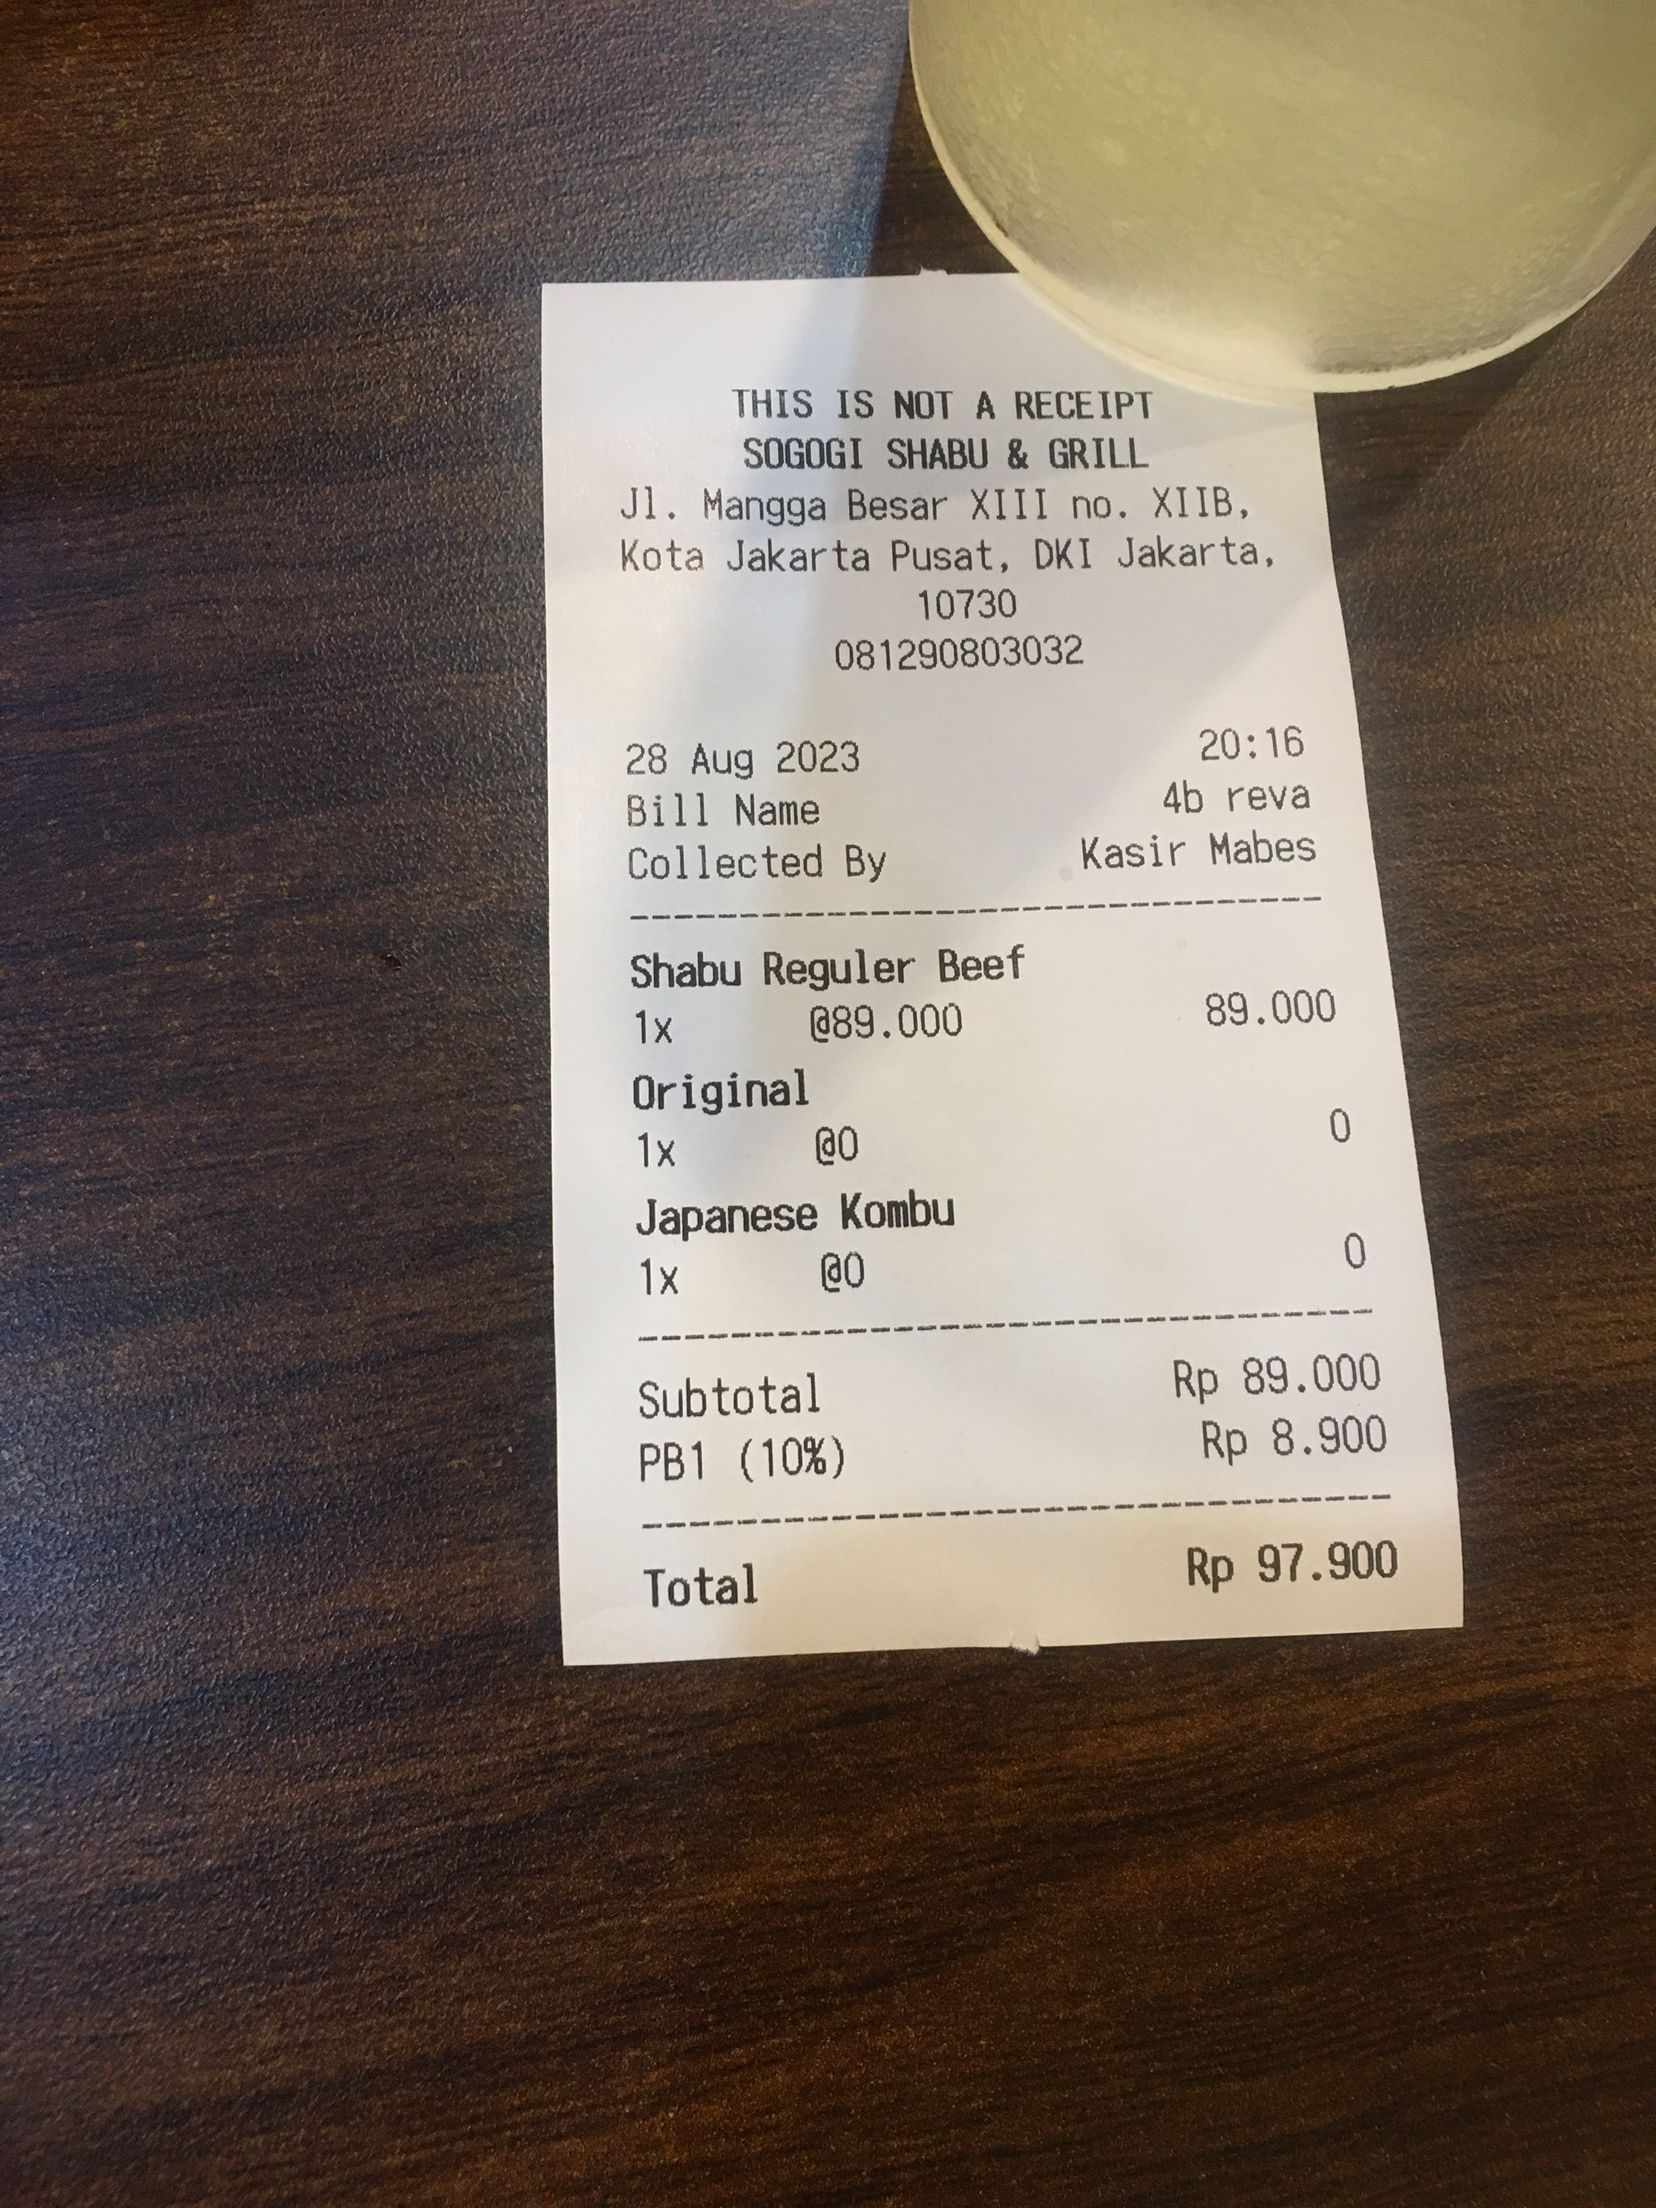 THIS IS NOT A RECEIPT
SOGOGI SHABU & GRILL
Jl. Mangga Besar XIII no. XIIB,
Kota Jakarta Pusat, DKI Jakarta,
10730
081290803032
28 Aug 2023 20:16
Bill Name 4b reva
Collected By Kasir Mabes
--------------------------------
Shabu Reguler Beef
1x @89.000 89.000
Original
1x @0 0
Japanese Kombu
1x @0 0
--------------------------------
Subtotal Rp 89.000
PB1 (10%) Rp 8.900
--------------------------------
Total Rp 97.900